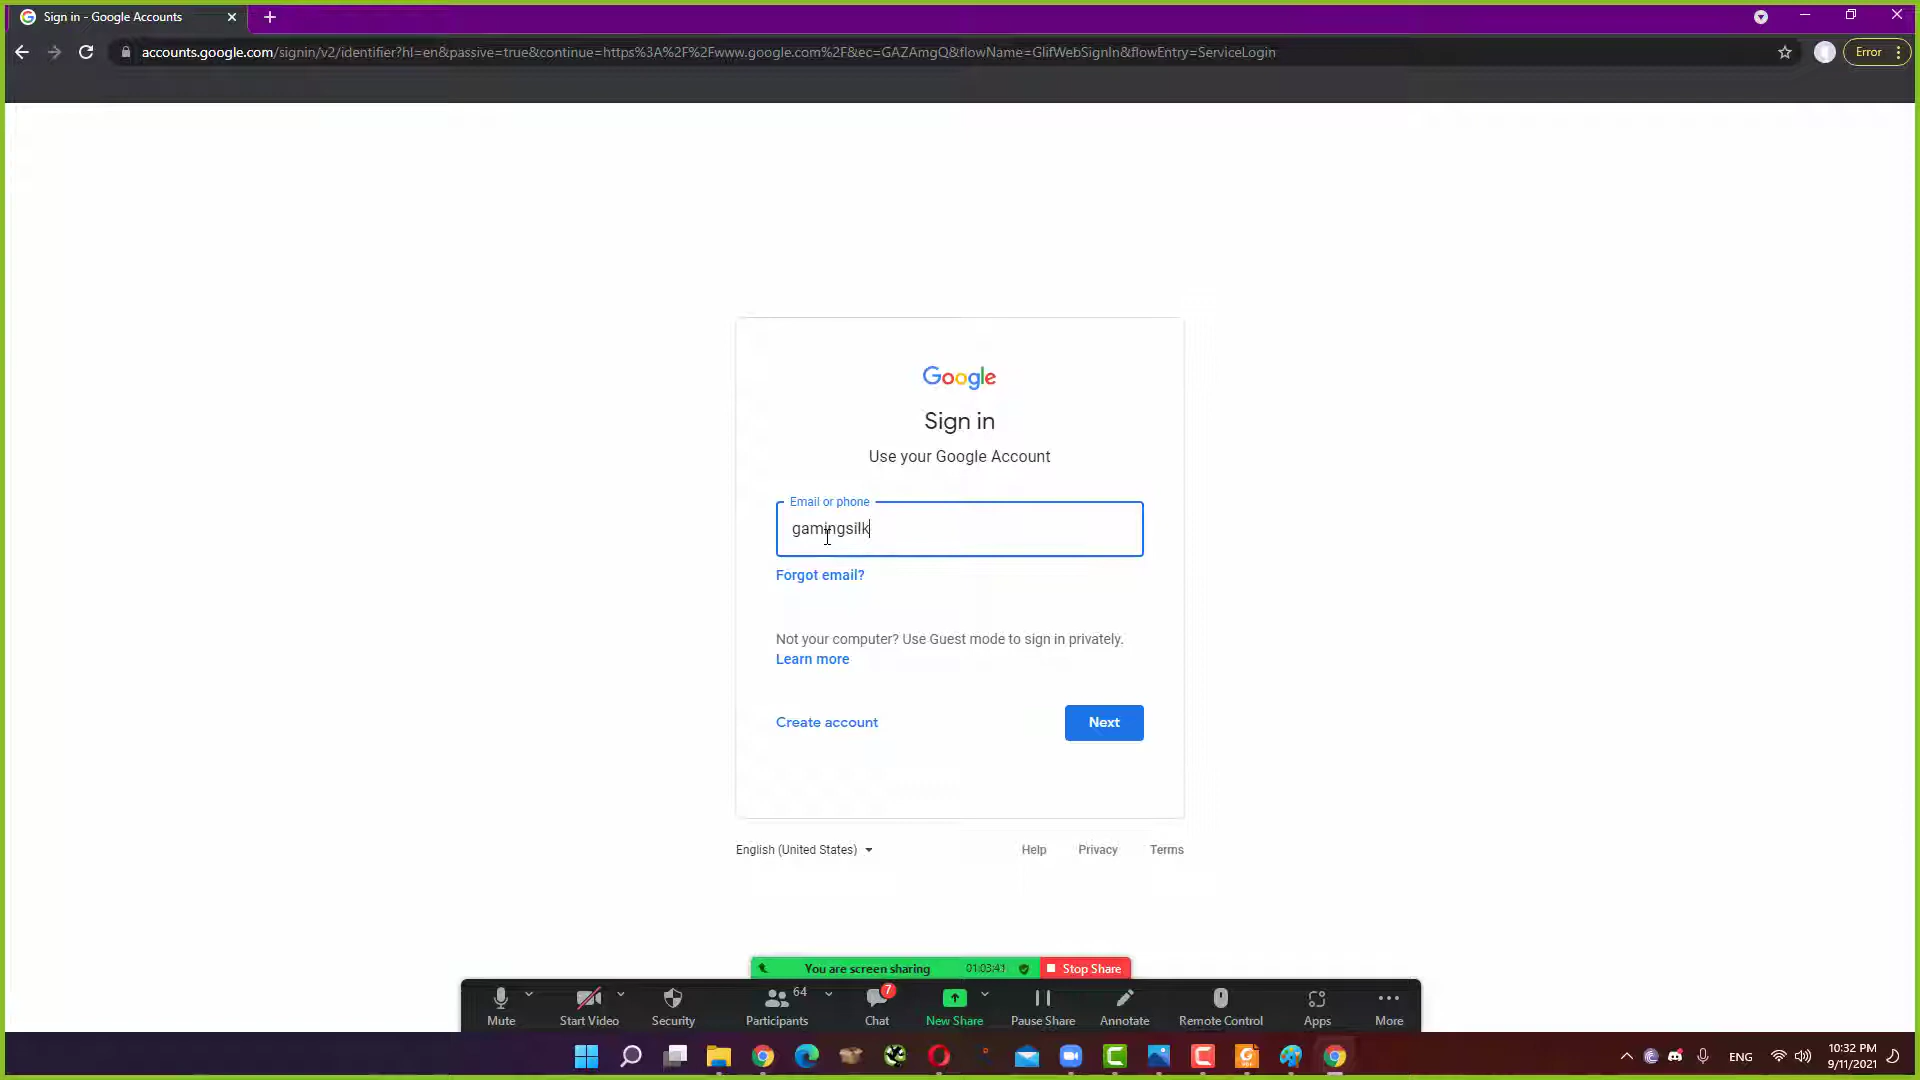 Sign in - Google Accounts
accounts.google.com/signin/v2/identifier?hl=en&passive=true&continue=https%3A%2F%2Fwww.google.com%2F&ec=GAZAmgQ&flowName=GlifWebSignIn&flowEntry=ServiceLogin
Error
Google
Sign in
Use your Google Account
Email or phone
gamingsilk
Forgot email?
Not your computer? Use Guest mode to sign in privately.
Learn more
Create account
Next
English (United States)
Help
Privacy
Terms
You are screen sharing
01:03:41
Stop Share
64
7
Mute
Start Video
Security
Participants
Chat
New Share
Pause Share
Annotate
Remote Control
Apps
More
ENG
10:32 PM
9/11/2021